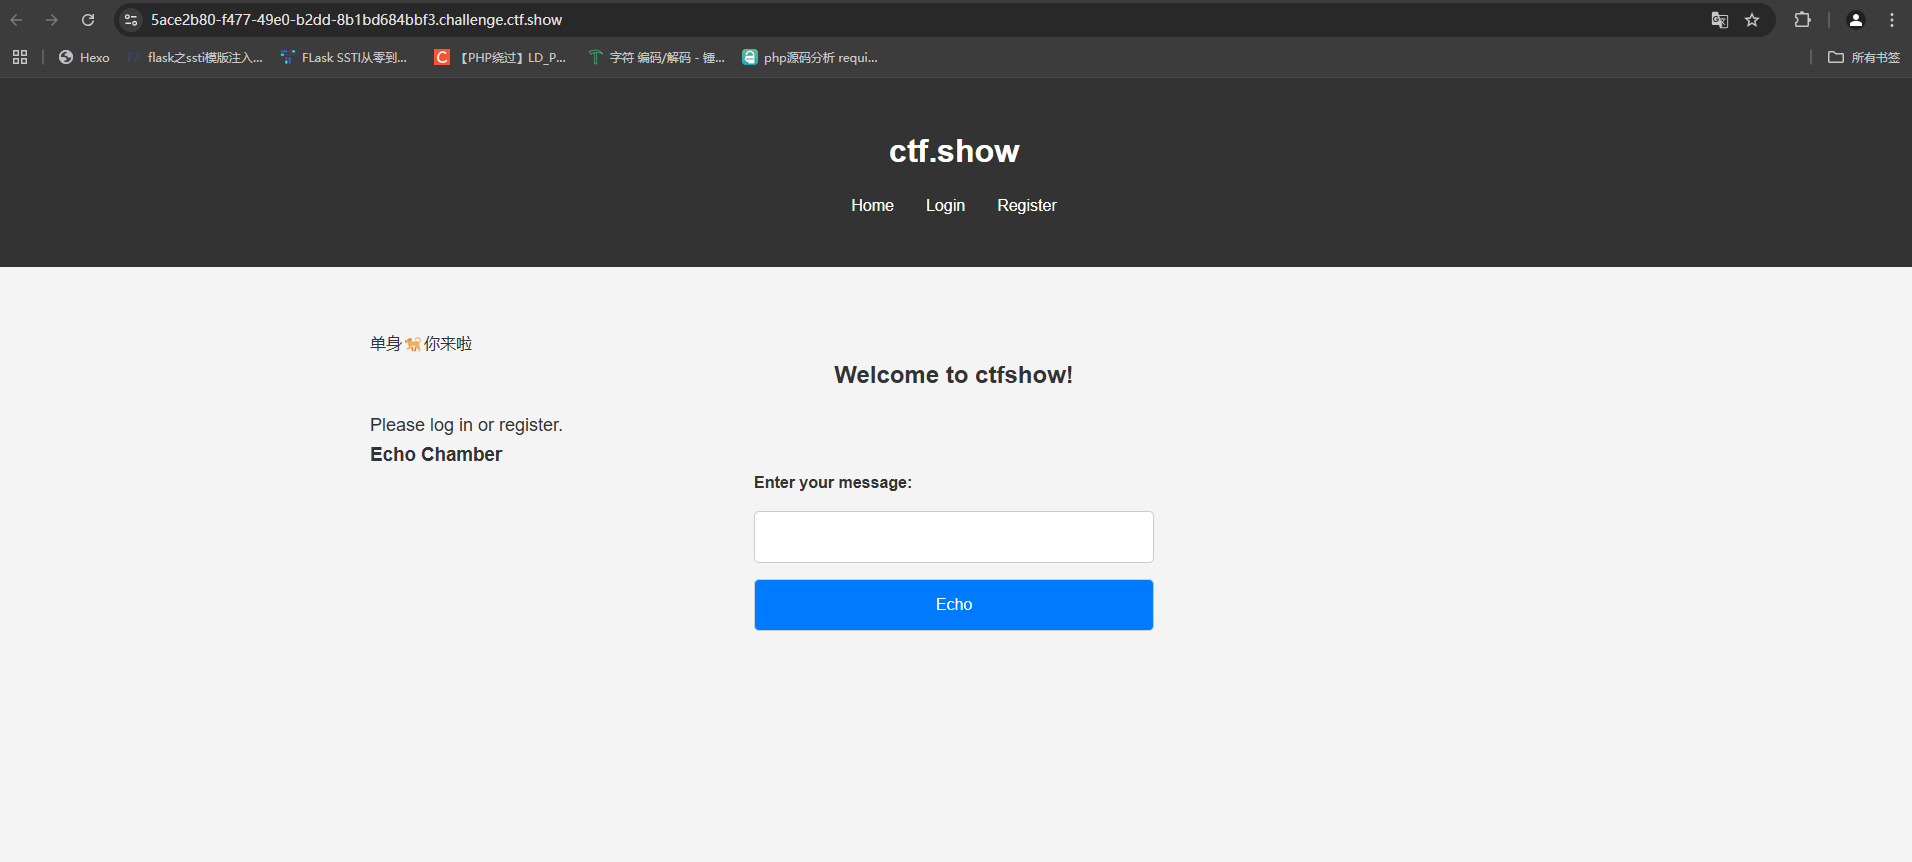 5ace2b80-f477-49e0-b2dd-8b1bd684bbf3.challenge.ctf.show
Hexo flask之ssti模版注入... FLask SSTI从零到... 【PHP绕过】LD_P... 字符 编码/解码 - 锤... php源码分析 requi... 所有书签
ctf.show
Home Login Register
单身🐈你来啦
Welcome to ctfshow!
Please log in or register.
Echo Chamber
Enter your message:
Echo